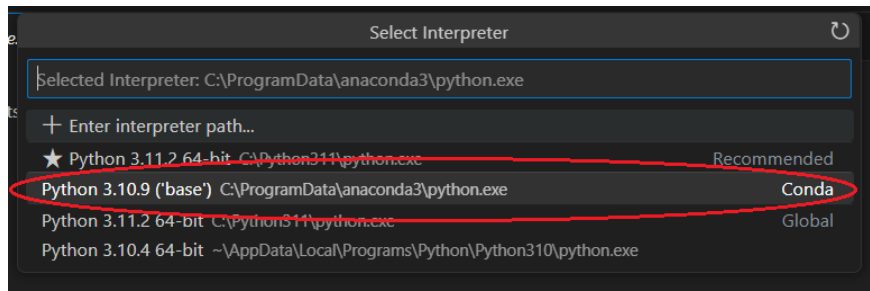 e.
Select Interpreter
Selected Interpreter: C:\ProgramData\anaconda3\python.exe
ts
+ Enter interpreter path...
★ Python 3.11.2 64-bit C:\Python311\python.exe Recommended
Python 3.10.9 ('base') C:\ProgramData\anaconda3\python.exe Conda
Python 3.11.2 64-bit C:\Python311\python.exe Global
Python 3.10.4 64-bit ~\AppData\Local\Programs\Python\Python310\python.exe